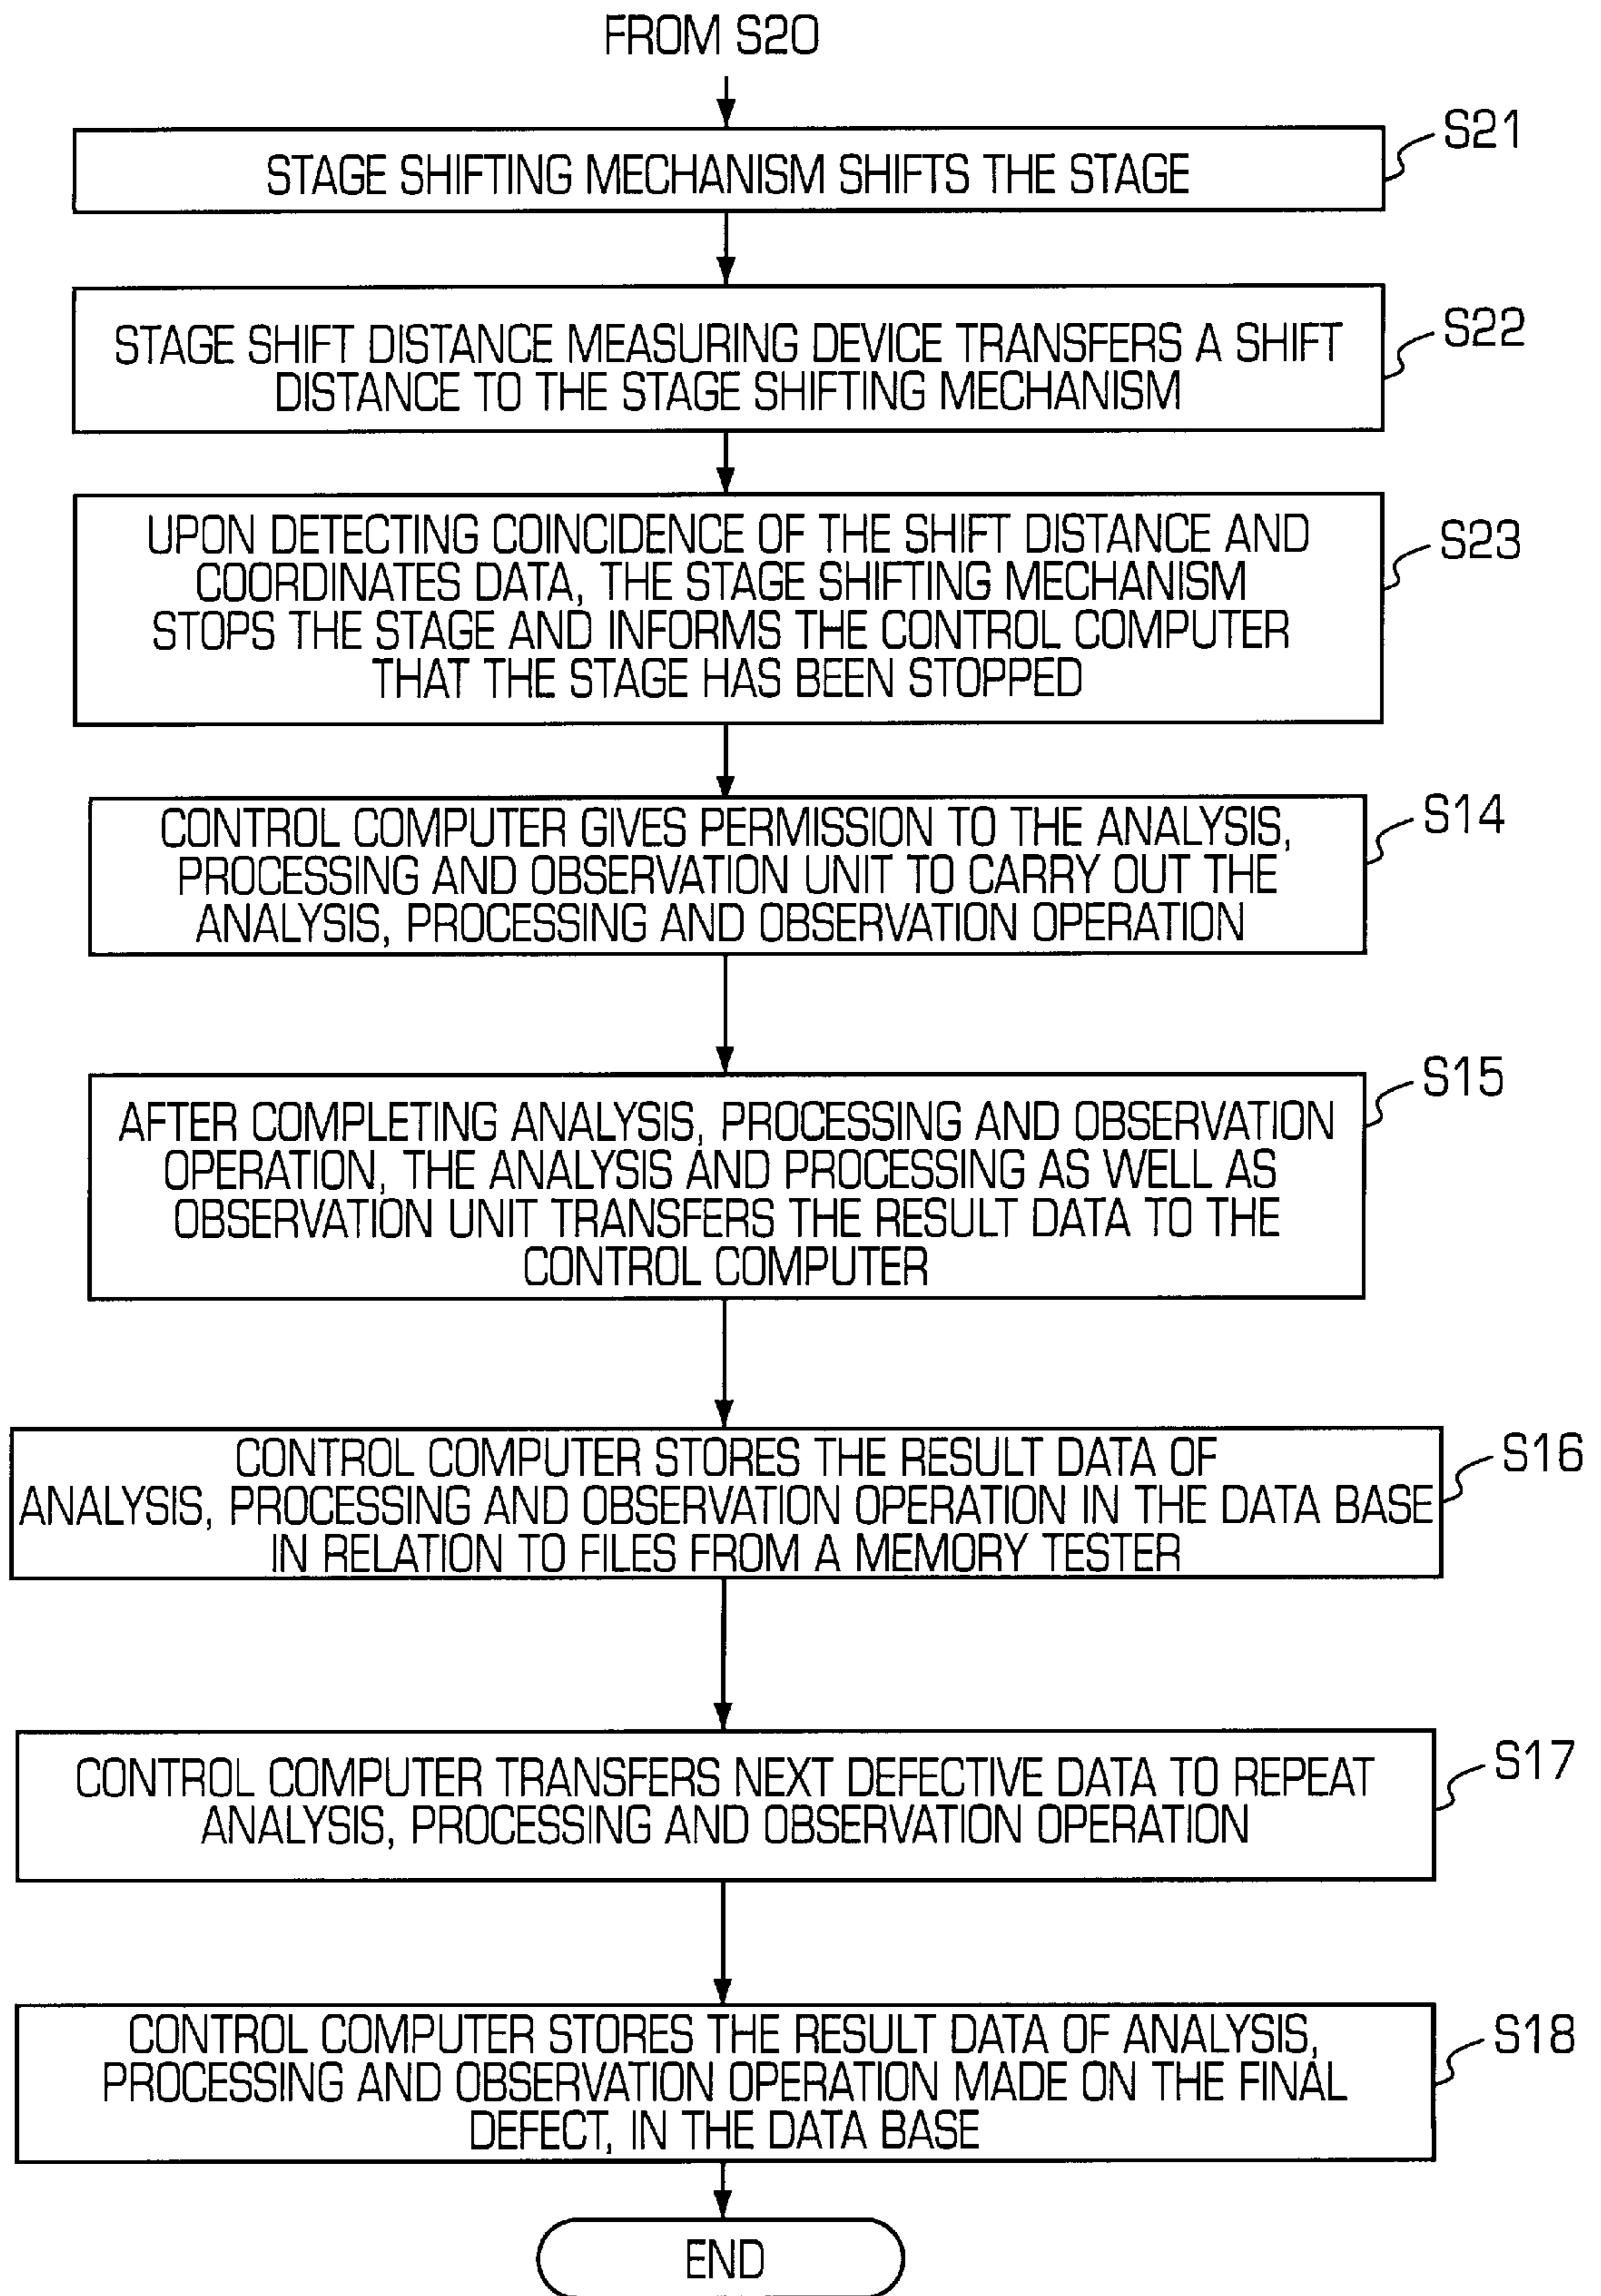 FROM S20
S21
STAGE SHIFTING MECHANISM SHIFTS THE STAGE
S22
STAGE SHIFT DISTANCE MEASURING DEVICE TRANSFERS A SHIFT
DISTANCE TO THE STAGE SHIFTING MECHANISM
S23
UPON DETECTING COINCIDENCE OF THE SHIFT DISTANCE AND
COORDINATES DATA, THE STAGE SHIFTING MECHANISM
STOPS THE STAGE AND INFORMS THE CONTROL COMPUTER
THAT THE STAGE HAS BEEN STOPPED
S14
CONTROL COMPUTER GIVES PERMISSION TO THE ANALYSIS,
PROCESSING AND OBSERVATION UNIT TO CARRY OUT THE
ANALYSIS, PROCESSING AND OBSERVATION OPERATION
S15
AFTER COMPLETING ANALYSIS, PROCESSING AND OBSERVATION
OPERATION, THE ANALYSIS AND PROCESSING AS WELL AS
OBSERVATION UNIT TRANSFERS THE RESULT DATA TO THE
CONTROL COMPUTER
S16
CONTROL COMPUTER STORES THE RESULT DATA OF
ANALYSIS, PROCESSING AND OBSERVATION OPERATION IN THE DATA BASE
IN RELATION TO FILES FROM A MEMORY TESTER
S17
CONTROL COMPUTER TRANSFERS NEXT DEFECTIVE DATA TO REPEAT
ANALYSIS, PROCESSING AND OBSERVATION OPERATION
S18
CONTROL COMPUTER STORES THE RESULT DATA OF ANALYSIS,
PROCESSING AND OBSERVATION OPERATION MADE ON THE FINAL
DEFECT, IN THE DATA BASE
END